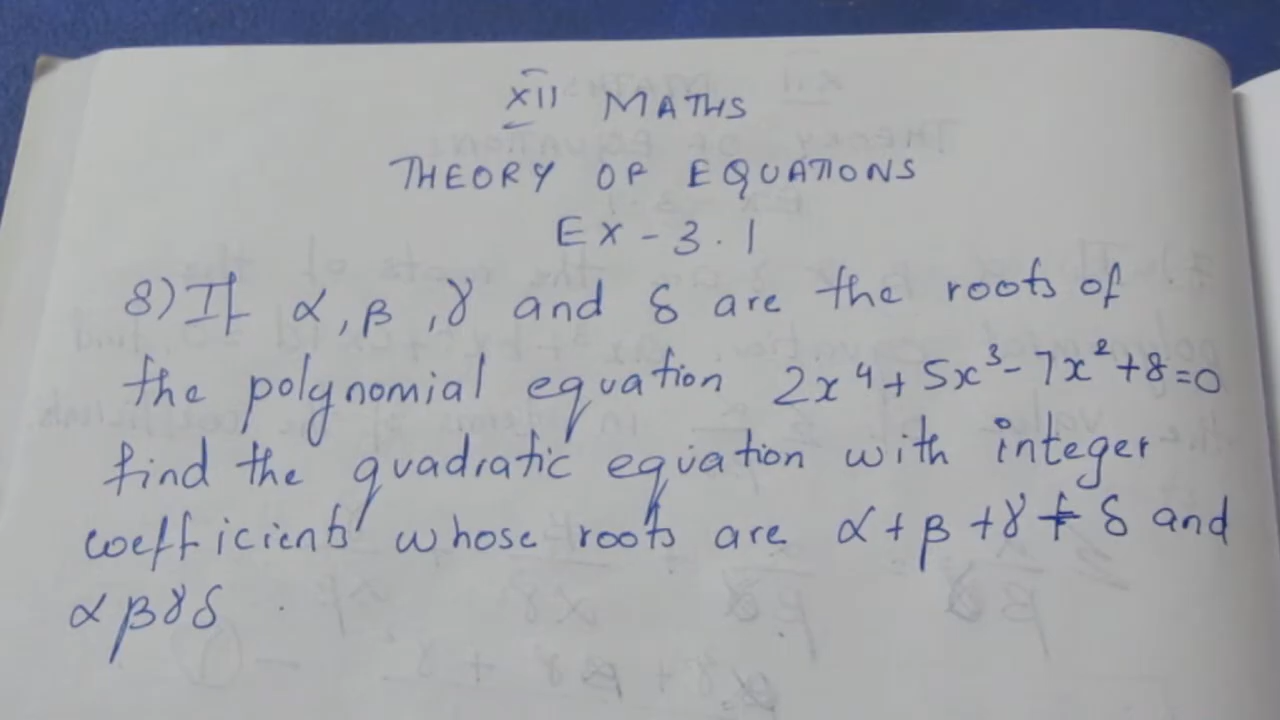 XII MATHS
THEORY OF EQUATIONS
EX - 3.1
8) If α, β, γ and δ are the roots of
the polynomial equation 2x⁴ + 5x³ - 7x² + 8 = 0
find the quadratic equation with integer
coefficients whose roots are α + β + γ + δ and
αβγδ